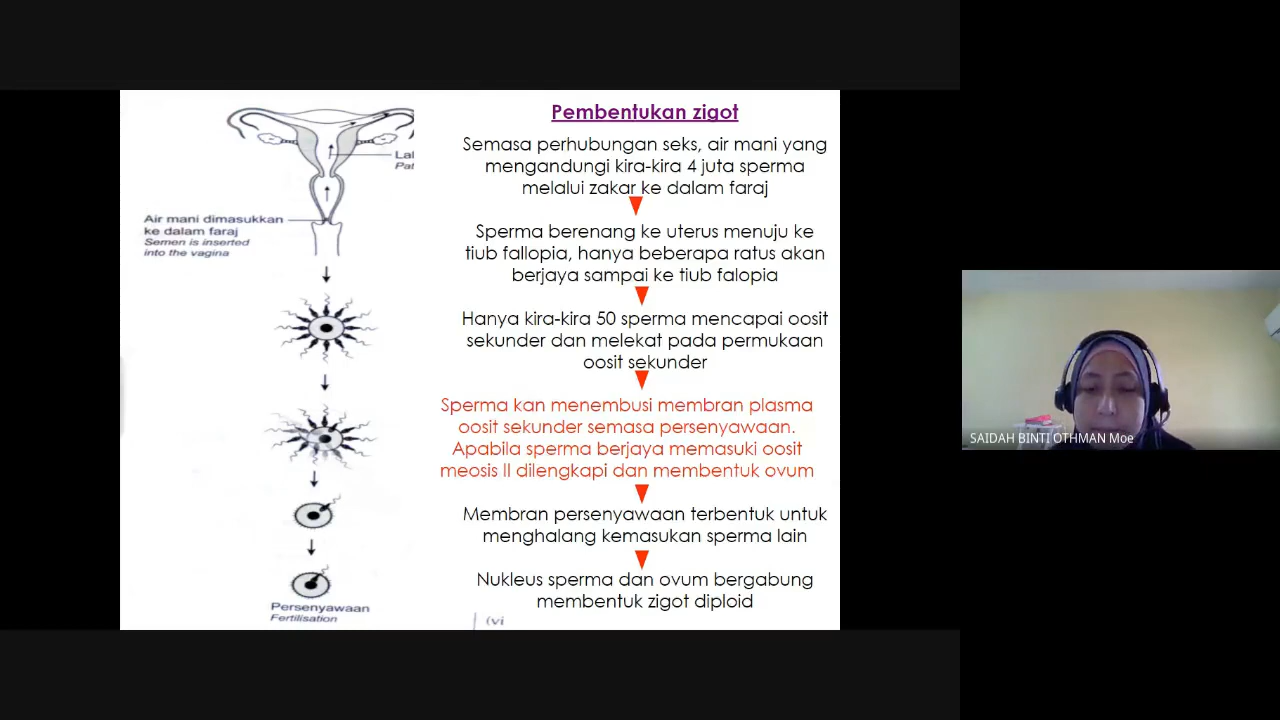 Pembentukan zigot
Semasa perhubungan seks, air mani yang
mengandungi kira-kira 4 juta sperma
melalui zakar ke dalam faraj
Sperma berenang ke uterus menuju ke
tiub fallopia, hanya beberapa ratus akan
berjaya sampai ke tiub falopia
Hanya kira-kira 50 sperma mencapai oosit
sekunder dan melekat pada permukaan
oosit sekunder
Sperma kan menembusi membran plasma
oosit sekunder semasa persenyawaan.
Apabila sperma berjaya memasuki oosit
meosis II dilengkapi dan membentuk ovum
Membran persenyawaan terbentuk untuk
menghalang kemasukan sperma lain
Nukleus sperma dan ovum bergabung
membentuk zigot diploid
Lal
Pat
Air mani dimasukkan
ke dalam faraj
Semen is inserted
into the vagina
Persenyawaan
Fertilisation
(vi
SAIDAH BINTI OTHMAN Moe